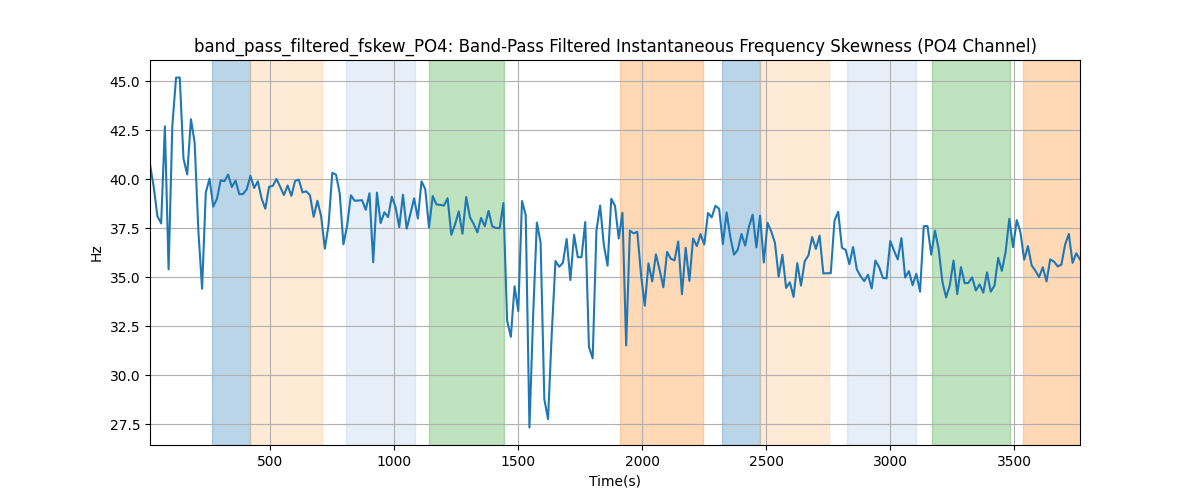 band_pass_filtered_fskew_PO4: Band-Pass Filtered Instantaneous Frequency Skewness (PO4 Channel)
45.0
42.5
40.0
37.5
35.0
32.5
30.0
27.5
Hz
500 1000 1500 2000 2500 3000 3500
Time(s)